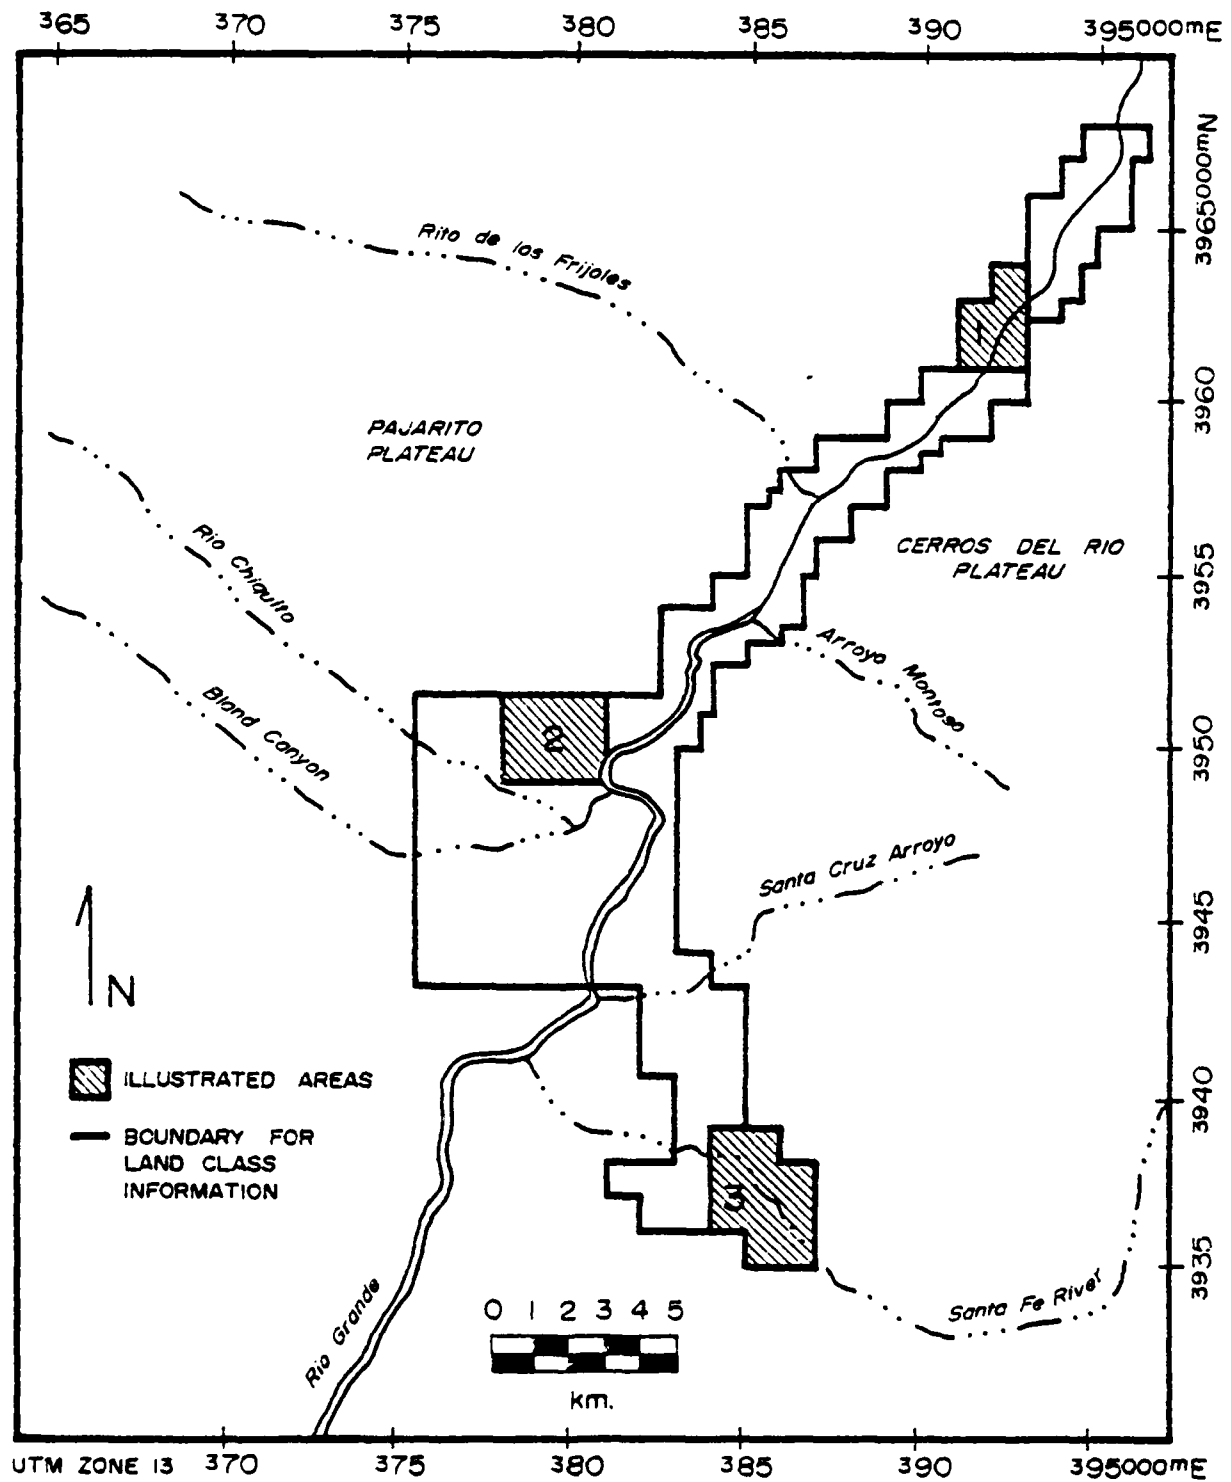 365 370 375 380 385 390 395000mE
3965000mN
Rito de los Frijoles
1
3960
PAJARITO
PLATEAU
CERROS DEL RIO
PLATEAU
3955
Rio Chiquito
Arroyo Montoso
Bland Canyon
2
3950
Santa Cruz Arroyo
3945
N
ILLUSTRATED AREAS
3940
BOUNDARY FOR
LAND CLASS
INFORMATION
3
3935
Santa Fe River
Rio Grande
0 1 2 3 4 5
km.
UTM ZONE 13 370 375 380 385 390 395000mE